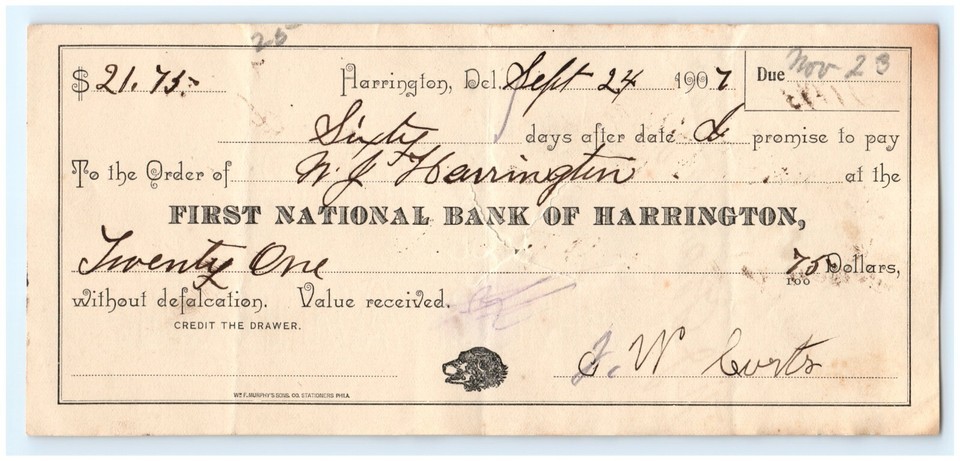 25
$ 21.75 Harrington, Del. Sept 24 1907 Due Nov 23
Sixty days after date I promise to pay
To the Order of W J Harrington at the
FIRST NATIONAL BANK OF HARRINGTON,
Twenty One 75/100 Dollars,
without defalcation. Value received.
CREDIT THE DRAWER.
J. W Curts
WM F. MURPHY'S SONS. CO. STATIONERS PHILA.